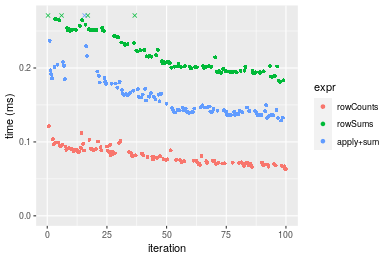 time (ms)
0.2
0.1
0.0
0
25
50
75
100
iteration
expr
rowCounts
rowSums
apply+sum